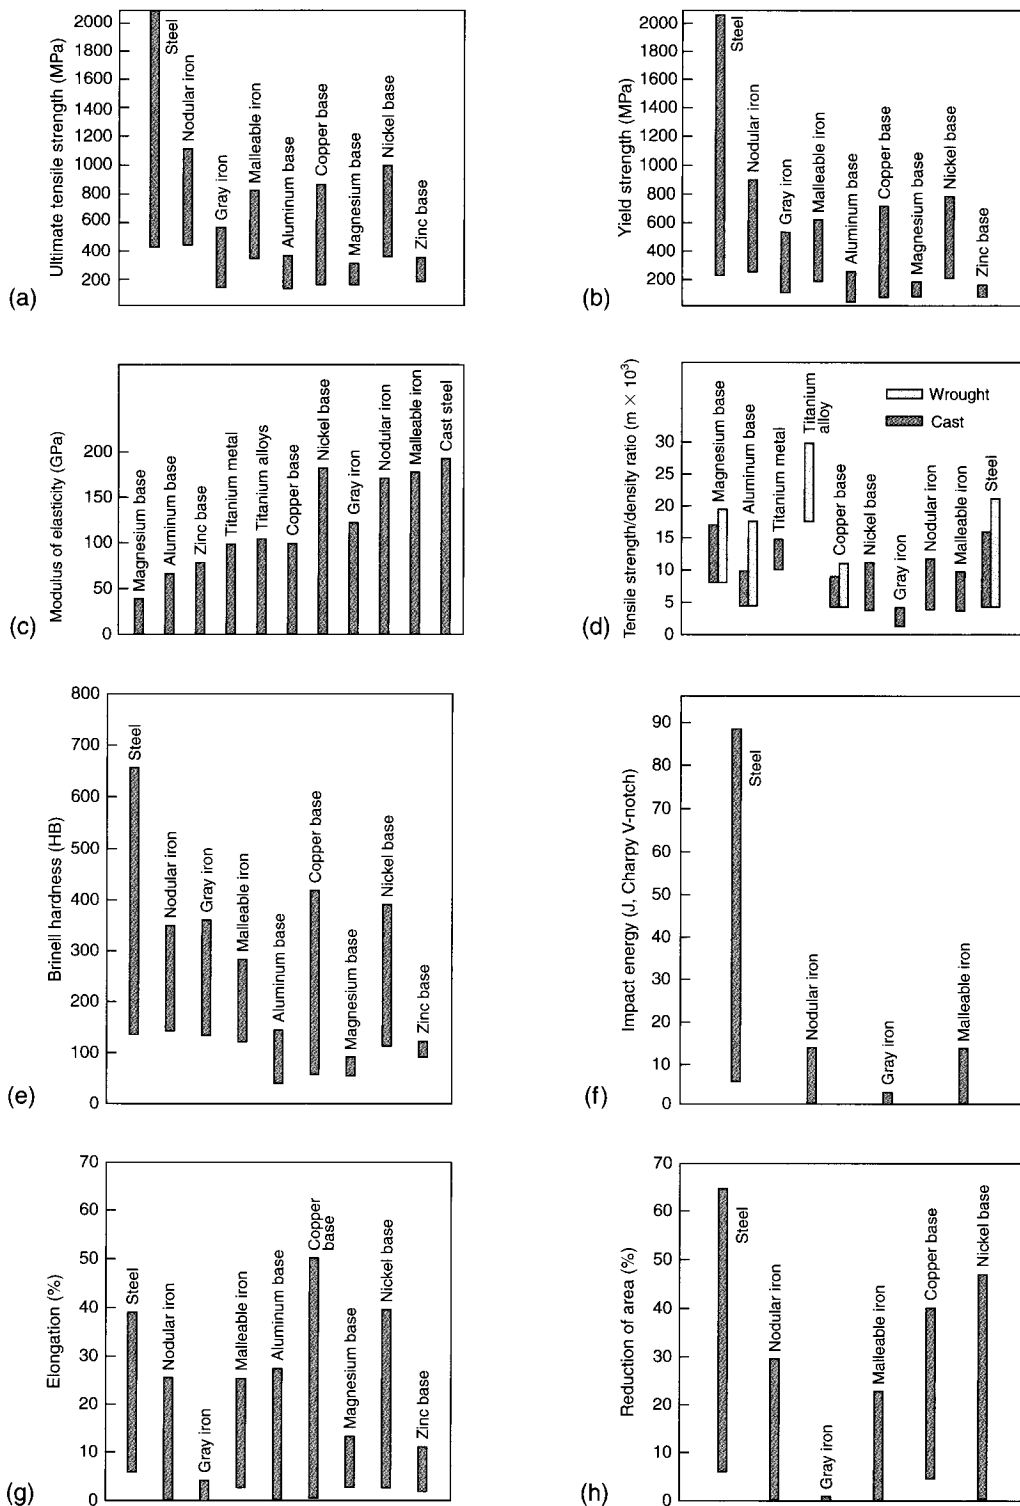 Ultimate tensile strength (MPa)
2000
1800
1600
1400
1200
1000
800
600
400
200
Steel
Nodular iron
Gray iron
Malleable iron
Aluminum base
Copper base
Magnesium base
Nickel base
Zinc base
(a)
Yield strength (MPa)
2000
1800
1600
1400
1200
1000
800
600
400
200
Steel
Nodular iron
Gray iron
Malleable iron
Aluminum base
Copper base
Magnesium base
Nickel base
Zinc base
(b)
Modulus of elasticity (GPa)
200
150
100
50
0
Magnesium base
Aluminum base
Zinc base
Titanium metal
Titanium alloys
Copper base
Nickel base
Gray iron
Nodular iron
Malleable iron
Cast steel
(c)
Tensile strength/density ratio (m × 10³)
30
25
20
15
10
5
0
Magnesium base
Aluminum base
Titanium metal
Titanium
alloy
Copper base
Nickel base
Gray iron
Nodular iron
Malleable iron
Steel
Wrought
Cast
(d)
Brinell hardness (HB)
800
700
600
500
400
300
200
100
0
Steel
Nodular iron
Gray iron
Malleable iron
Aluminum base
Copper base
Magnesium base
Nickel base
Zinc base
(e)
Impact energy (J, Charpy V-notch)
90
80
70
60
50
40
30
20
10
0
Steel
Nodular iron
Gray iron
Malleable iron
(f)
Elongation (%)
70
60
50
40
30
20
10
0
Steel
Nodular iron
Gray iron
Malleable iron
Aluminum base
Copper
base
Magnesium base
Nickel base
Zinc base
(g)
Reduction of area (%)
70
60
50
40
30
20
10
0
Steel
Nodular iron
Gray iron
Malleable iron
Copper base
Nickel base
(h)